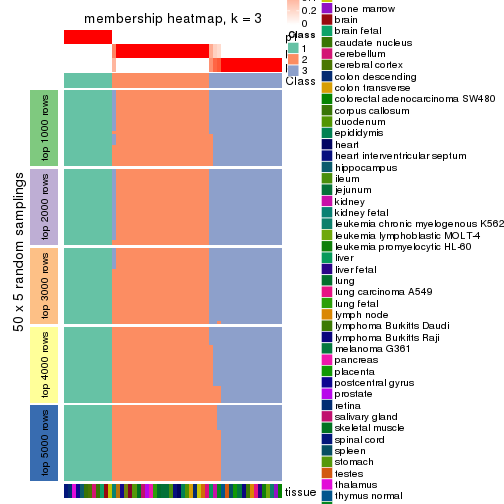 membership heatmap, k = 3
0.2
0
Class
1
2
3
Class
50 x 5 random samplings
top 1000 rows
top 2000 rows
top 3000 rows
top 4000 rows
top 5000 rows
tissue
bone marrow
brain
brain fetal
caudate nucleus
cerebellum
cerebral cortex
colon descending
colon transverse
colorectal adenocarcinoma SW480
corpus callosum
duodenum
epididymis
heart
heart interventricular septum
hippocampus
ileum
jejunum
kidney
kidney fetal
leukemia chronic myelogenous K562
leukemia lymphoblastic MOLT-4
leukemia promyelocytic HL-60
liver
liver fetal
lung
lung carcinoma A549
lung fetal
lymph node
lymphoma Burkitts Daudi
lymphoma Burkitts Raji
melanoma G361
pancreas
placenta
postcentral gyrus
prostate
retina
salivary gland
skeletal muscle
spinal cord
spleen
stomach
testes
thalamus
thymus normal